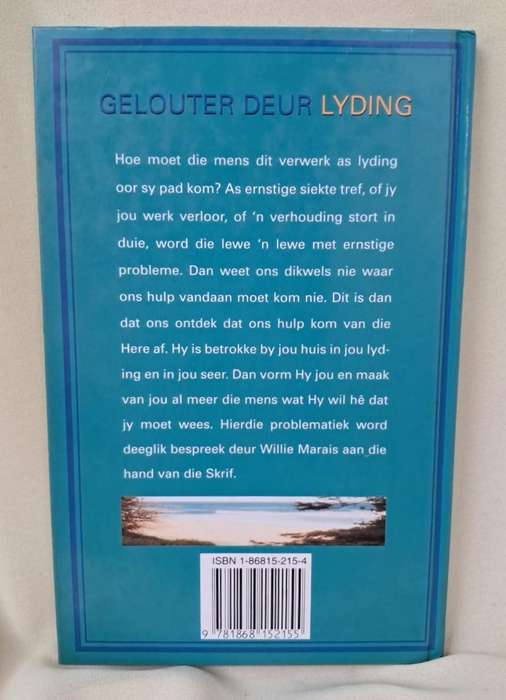 GELOUTER DEUR LYDING
Hoe moet die mens dit verwerk as lyding
oor sy pad kom? As ernstige siekte tref, of jy
jou werk verloor, of 'n verhouding stort in
duie, word die lewe 'n lewe met ernstige
probleme. Dan weet ons dikwels nie waar
ons hulp vandaan moet kom nie. Dit is dan
dat ons ontdek dat ons hulp kom van die
Here af. Hy is betrokke by jou huis in jou lyd-
ing en in jou seer. Dan vorm Hy jou en maak
van jou al meer die mens wat Hy wil hê dat
jy moet wees. Hierdie problematiek word
deeglik bespreek deur Willie Marais aan die
hand van die Skrif.
ISBN 1-86815-215-4
9 781868 152155